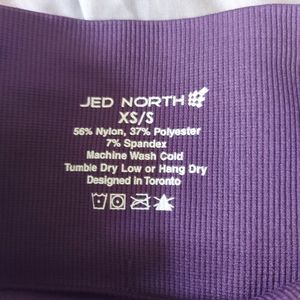 JED NORTH
XS/S
56% Nylon, 37% Polyester
7% Spandex
Machine Wash Cold
Tumble Dry Low or Hang Dry
Designed in Toronto